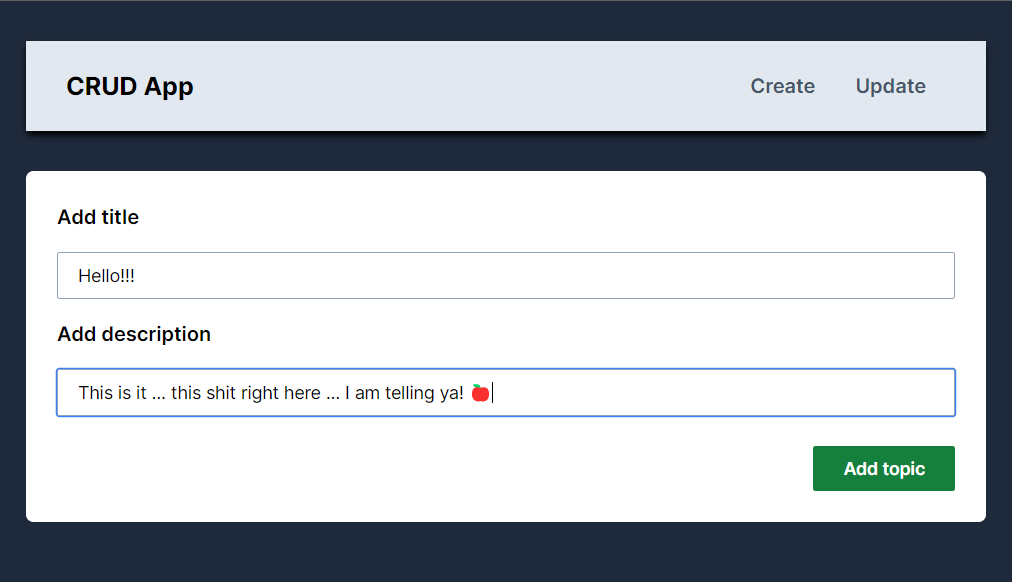 CRUD App
Create
Update
Add title
Hello!!!
Add description
This is it ... this shit right here ... I am telling ya! 🍎
Add topic